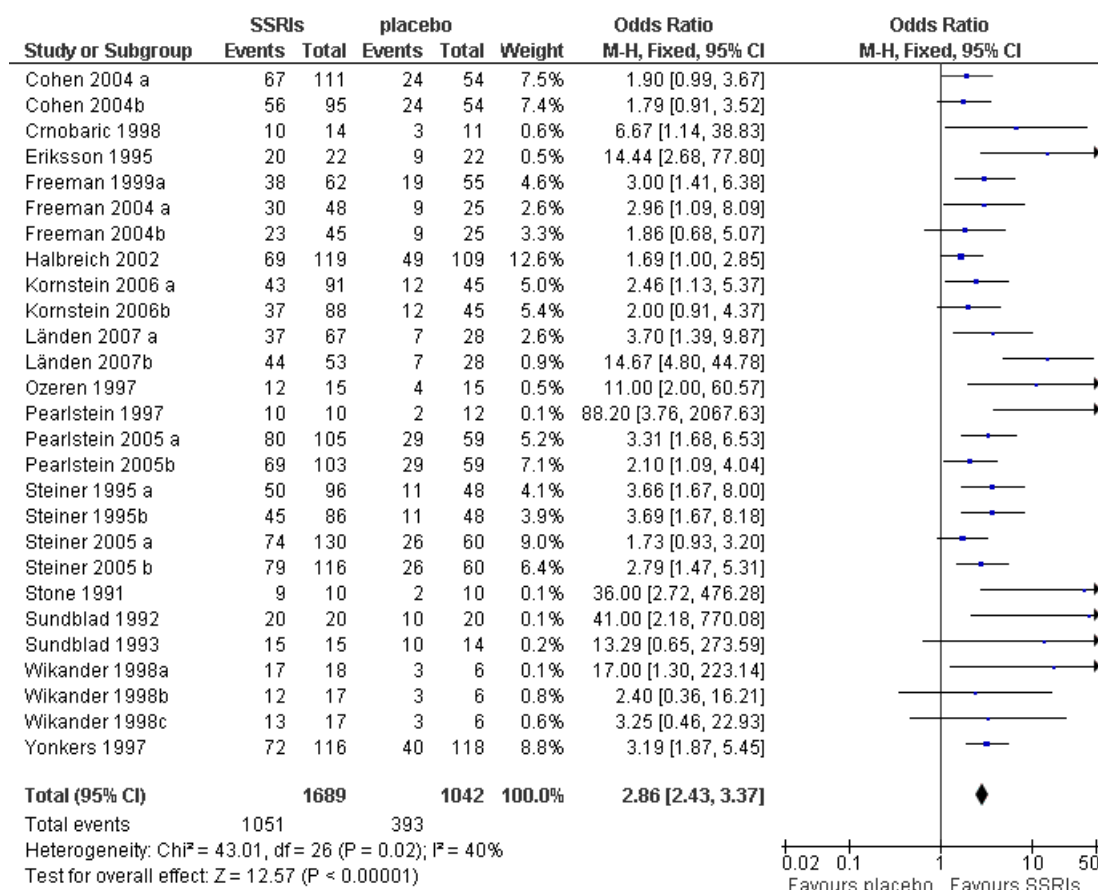 SSRIs placebo Odds Ratio Odds Ratio
Study or Subgroup Events Total Events Total Weight M-H, Fixed, 95% CI M-H, Fixed, 95% CI
Cohen 2004 a 67 111 24 54 7.5% 1.90 [0.99, 3.67]
Cohen 2004b 56 95 24 54 7.4% 1.79 [0.91, 3.52]
Crnobaric 1998 10 14 3 11 0.6% 6.67 [1.14, 38.83]
Eriksson 1995 20 22 9 22 0.5% 14.44 [2.68, 77.80]
Freeman 1999a 38 62 19 55 4.6% 3.00 [1.41, 6.38]
Freeman 2004 a 30 48 9 25 2.6% 2.96 [1.09, 8.09]
Freeman 2004b 23 45 9 25 3.3% 1.86 [0.68, 5.07]
Halbreich 2002 69 119 49 109 12.6% 1.69 [1.00, 2.85]
Kornstein 2006 a 43 91 12 45 5.0% 2.46 [1.13, 5.37]
Kornstein 2006b 37 88 12 45 5.4% 2.00 [0.91, 4.37]
Länden 2007 a 37 67 7 28 2.6% 3.70 [1.39, 9.87]
Länden 2007b 44 53 7 28 0.9% 14.67 [4.80, 44.78]
Ozeren 1997 12 15 4 15 0.5% 11.00 [2.00, 60.57]
Pearlstein 1997 10 10 2 12 0.1% 88.20 [3.76, 2067.63]
Pearlstein 2005 a 80 105 29 59 5.2% 3.31 [1.68, 6.53]
Pearlstein 2005b 69 103 29 59 7.1% 2.10 [1.09, 4.04]
Steiner 1995 a 50 96 11 48 4.1% 3.66 [1.67, 8.00]
Steiner 1995b 45 86 11 48 3.9% 3.69 [1.67, 8.18]
Steiner 2005 a 74 130 26 60 9.0% 1.73 [0.93, 3.20]
Steiner 2005 b 79 116 26 60 6.4% 2.79 [1.47, 5.31]
Stone 1991 9 10 2 10 0.1% 36.00 [2.72, 476.28]
Sundblad 1992 20 20 10 20 0.1% 41.00 [2.18, 770.08]
Sundblad 1993 15 15 10 14 0.1% 13.29 [0.65, 273.59]
Wikander 1998a 17 18 3 6 0.1% 17.00 [1.30, 223.14]
Wikander 1998b 12 17 3 6 0.8% 2.40 [0.36, 16.21]
Wikander 1998c 13 17 3 6 0.6% 3.25 [0.46, 22.93]
Yonkers 1997 72 116 40 118 8.8% 3.19 [1.87, 5.45]
Total (95% CI) 1689 1042 100.0% 2.86 [2.43, 3.37]
Total events 1051 393
Heterogeneity: Chi² = 43.01, df = 26 (P = 0.02); I² = 40%
Test for overall effect: Z = 12.57 (P < 0.00001)
0.02 0.1 1 10 50
Favours placebo Favours SSRIs